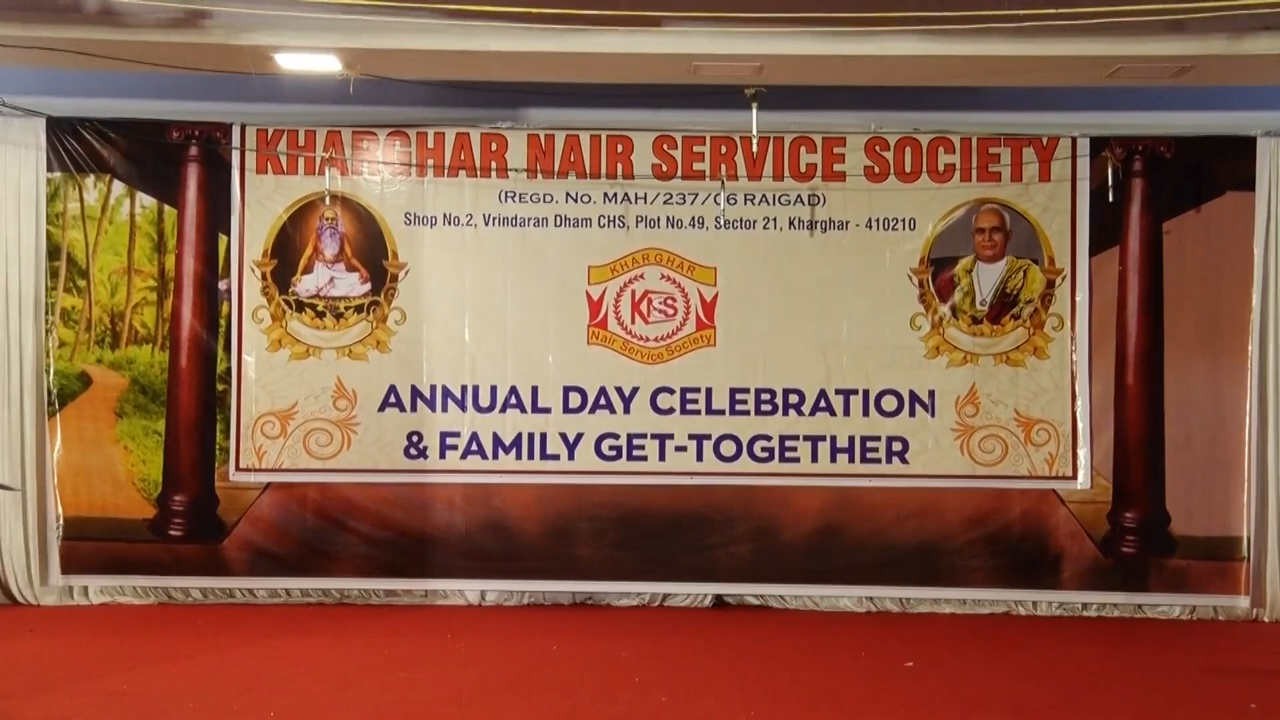 KHARGHAR NAIR SERVICE SOCIETY
(REGD. NO. MAH/237/06 RAIGAD)
Shop No.2, Vrindaran Dham CHS, Plot No.49, Sector 21, Kharghar - 410210
KHARGHAR
KNSS
Nair Service Society
ANNUAL DAY CELEBRATION
& FAMILY GET-TOGETHER